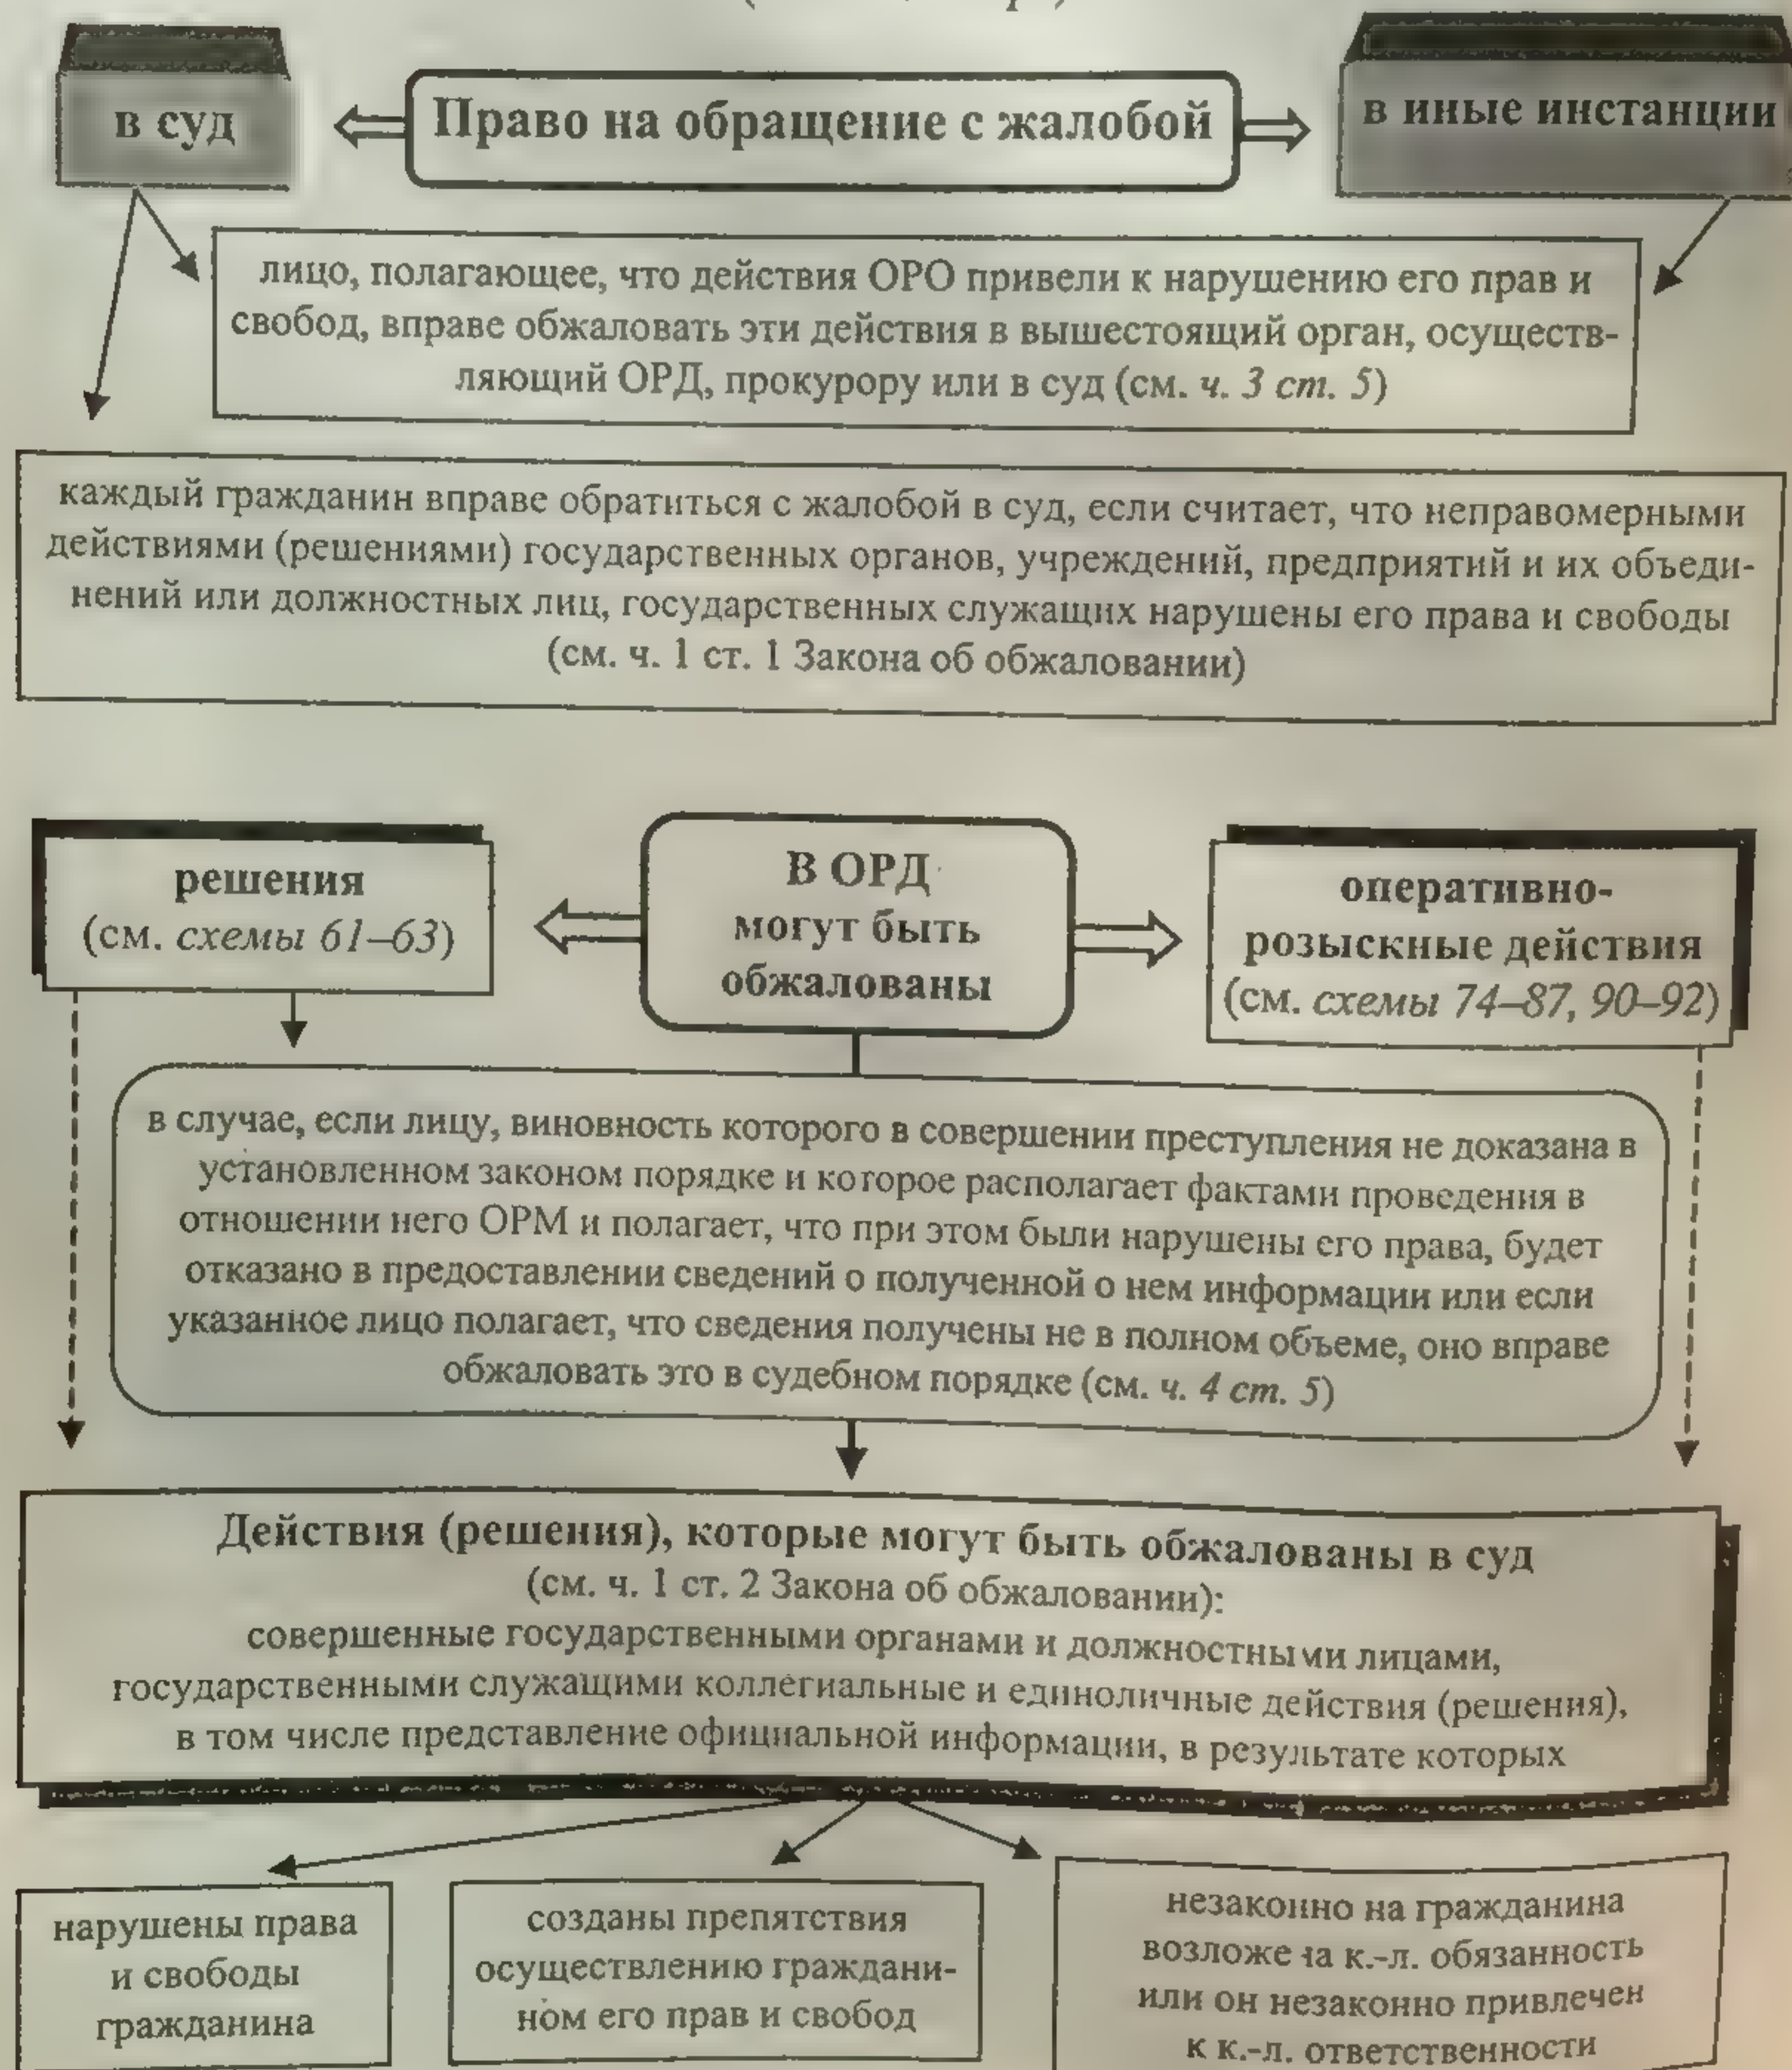 в суд
Право на обращение с жалобой
в иные инстанции
лицо, полагающее, что действия ОРО привели к нарушению его прав и
свобод, вправе обжаловать эти действия в вышестоящий орган, осуществ-
ляющий ОРД, прокурору или в суд (см. ч. 3 ст. 5)
каждый гражданин вправе обратиться с жалобой в суд, если считает, что неправомерными
действиями (решениями) государственных органов, учреждений, предприятий и их объеди-
нений или должностных лиц, государственных служащих нарушены его права и свободы
(см. ч. 1 ст. 1 Закона об обжаловании)
решения
(см. схемы 61–63)
В ОРД
могут быть
обжалованы
оперативно-
розыскные действия
(см. схемы 74–87, 90–92)
в случае, если лицу, виновность которого в совершении преступления не доказана в
установленном законом порядке и которое располагает фактами проведения в
отношении него ОРМ и полагает, что при этом были нарушены его права, будет
отказано в предоставлении сведений о полученной о нем информации или если
указанное лицо полагает, что сведения получены не в полном объеме, оно вправе
обжаловать это в судебном порядке (см. ч. 4 ст. 5)
Действия (решения), которые могут быть обжалованы в суд
(см. ч. 1 ст. 2 Закона об обжаловании):
совершенные государственными органами и должностными лицами,
государственными служащими коллегиальные и единоличные действия (решения),
в том числе представление официальной информации, в результате которых
нарушены права
и свободы
гражданина
созданы препятствия
осуществлению граждани-
ном его прав и свобод
незаконно на гражданина
возложена к.-л. обязанность
или он незаконно привлечен
к к.-л. ответственности